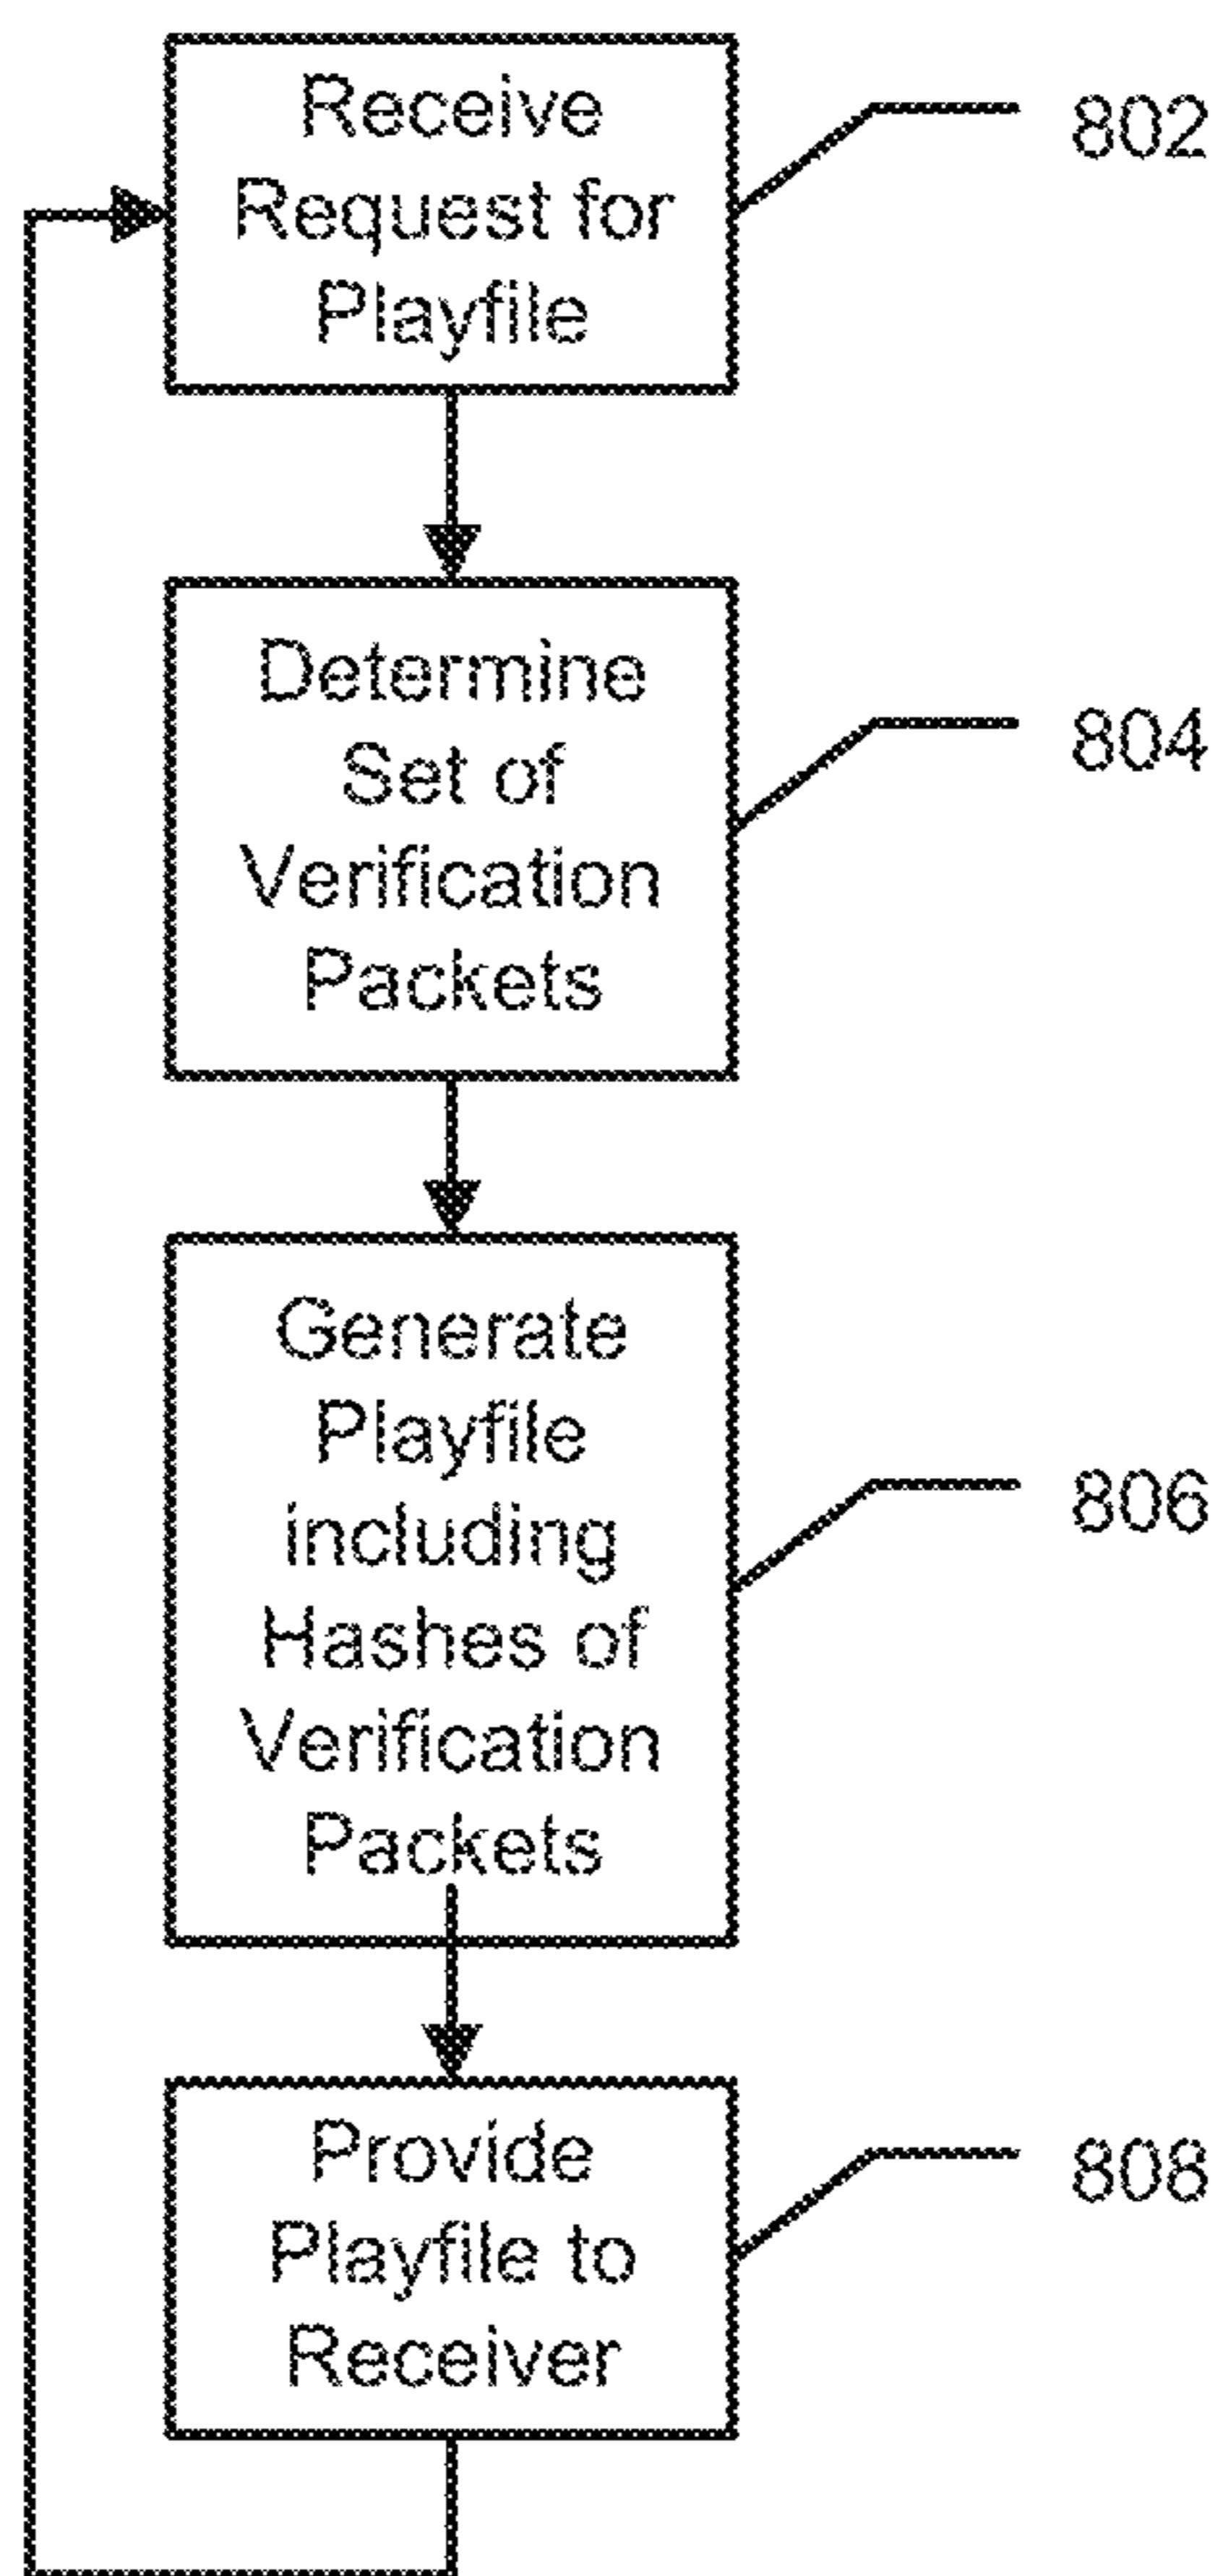 Receive
Request for
Playfile
802
Determine
Set of
Verification
Packets
804
Generate
Playfile
including
Hashes of
Verification
Packets
806
Provide
Playfile to
Receiver
808